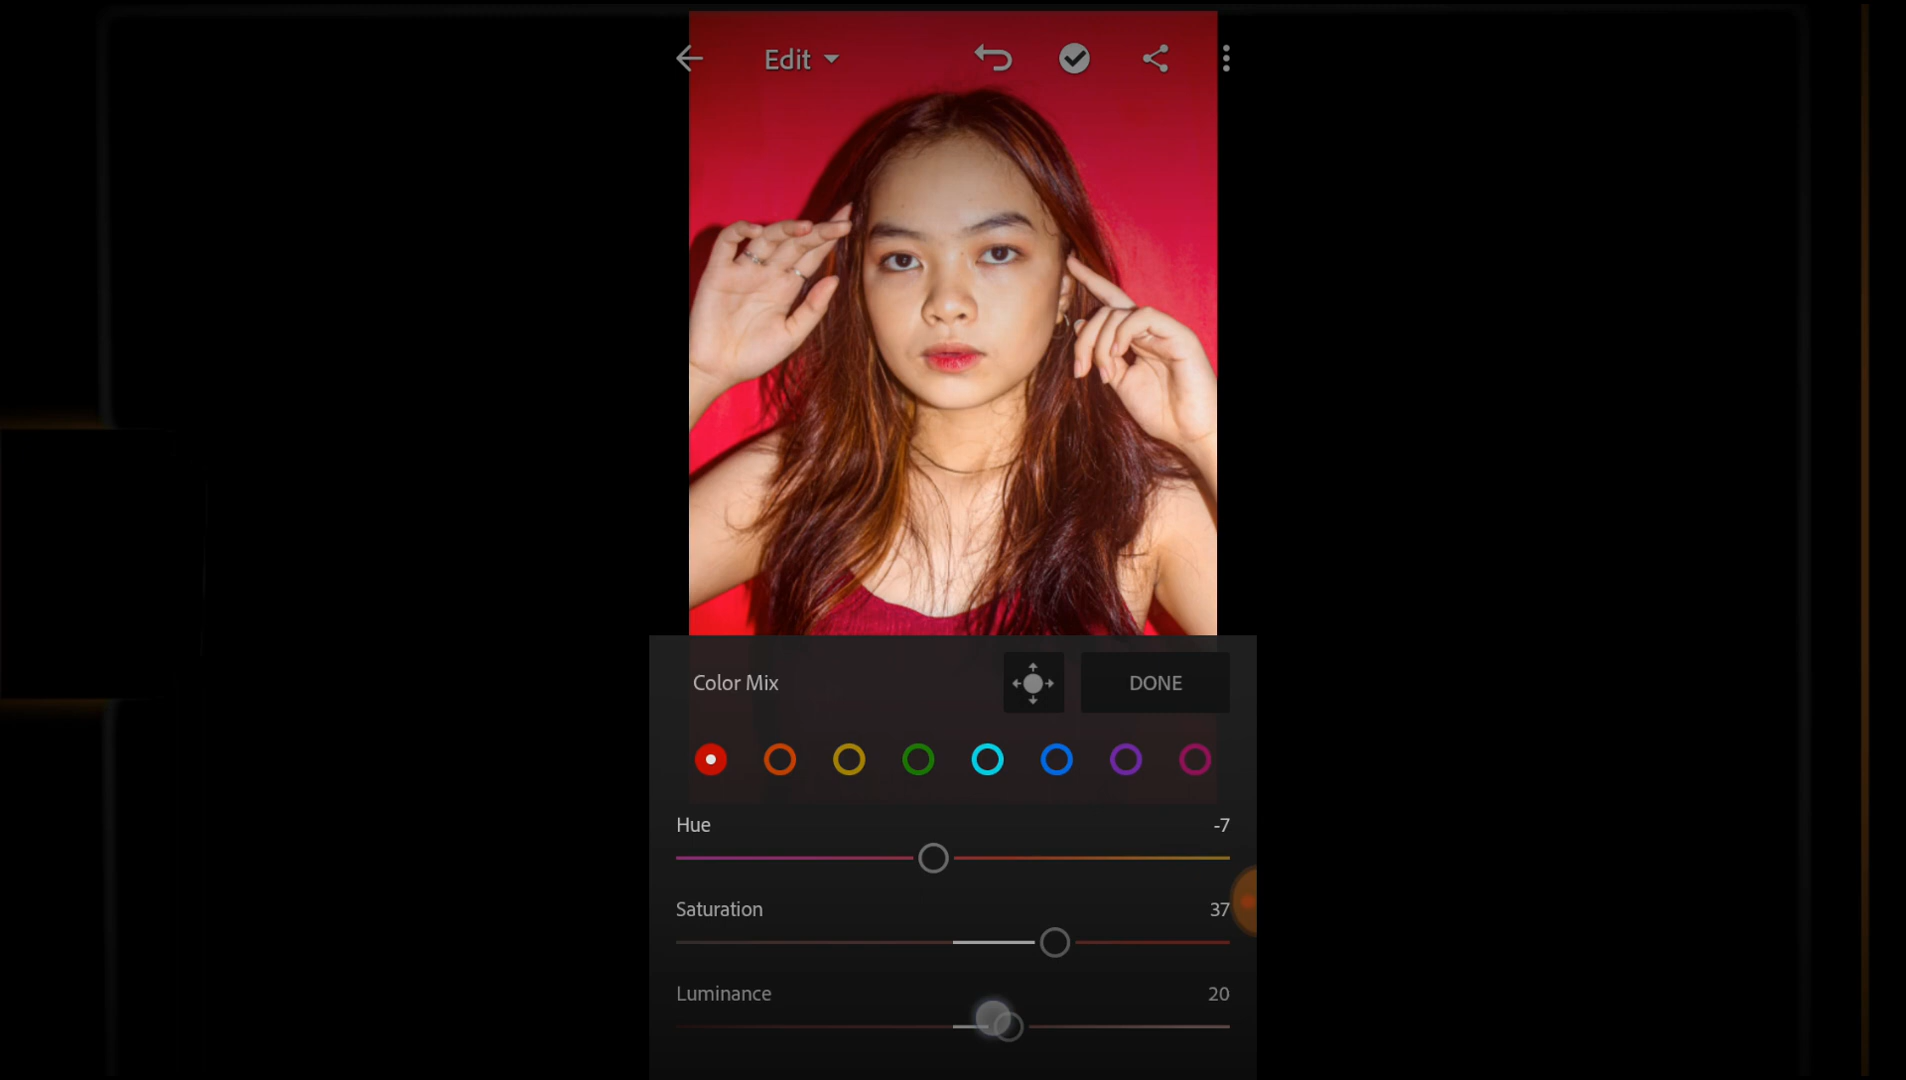 Edit
Color Mix
DONE
Hue -7
Saturation 37
Luminance 20